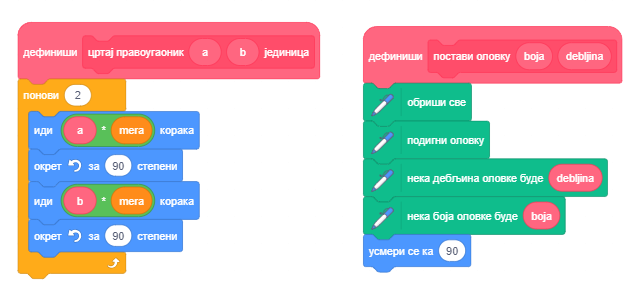 дефиниши цртај правоугаоник a b јединица
понови 2
иди a * mera корака
окрет за 90 степени
иди b * mera корака
окрет за 90 степени
дефиниши постави оловку boja debljina
обриши све
подигни оловку
нека дебљина оловке буде debljina
нека боја оловке буде boja
усмери се ка 90